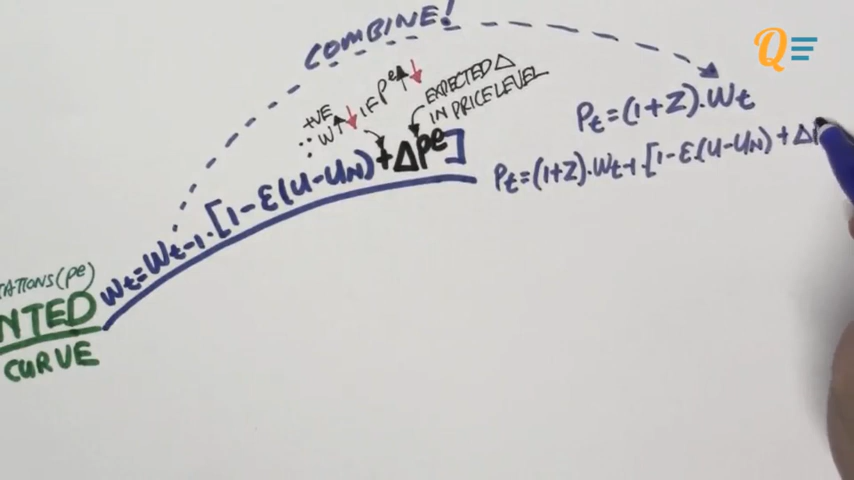 COMBINE!
+VE
∵ W↑↓ IF Pe↑↓
EXPECTED Δ
IN PRICE LEVEL
Wt=Wt-1·[1-ε(U-UN)+ΔPe]
Pt=(1+Z)·Wt
Pt=(1+Z)·Wt-1·[1-ε(U-UN)+Δ
TATIONS(pe)
NTED
CURVE
Q